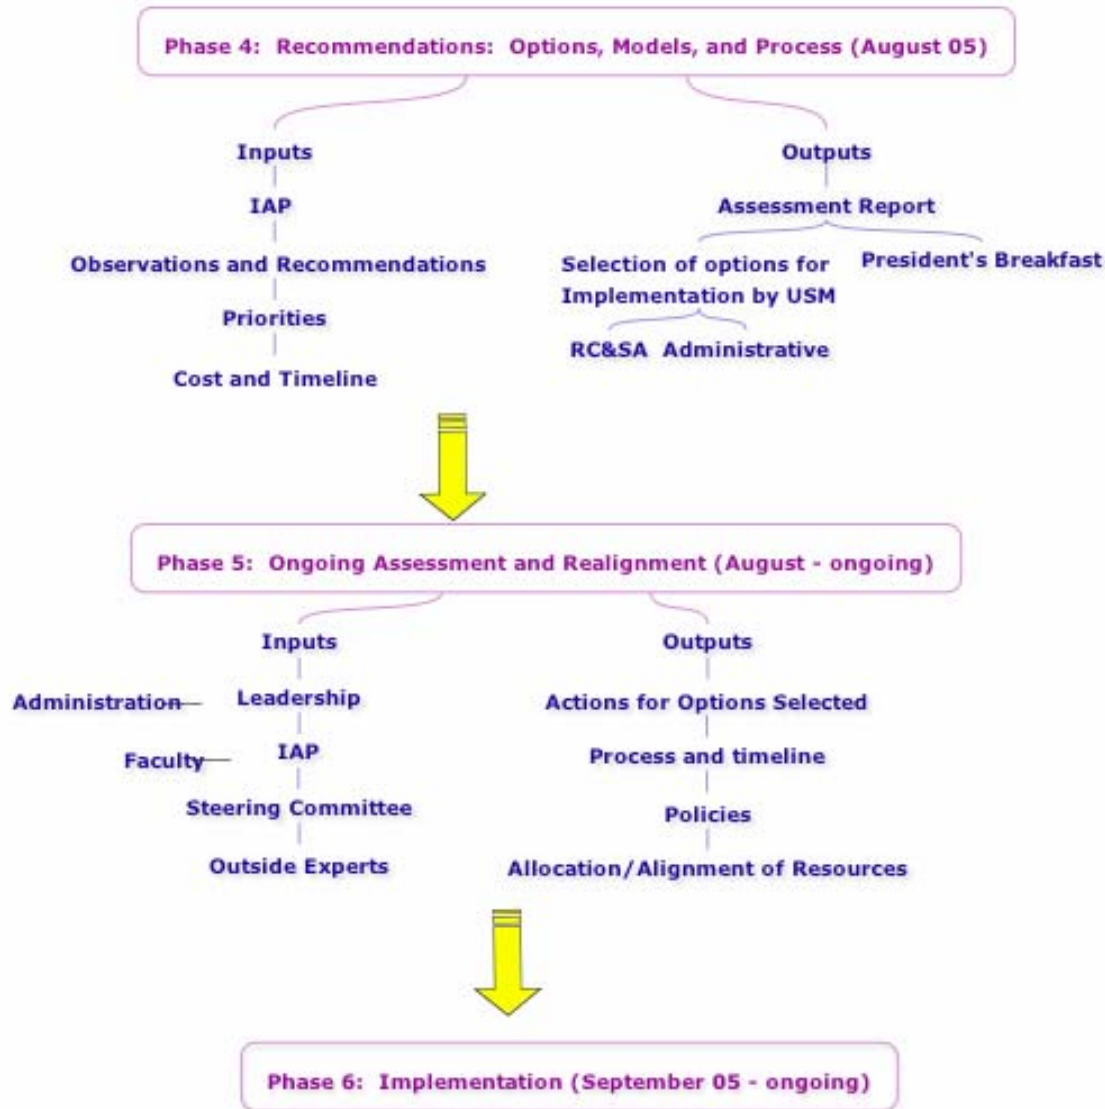 Phase 4:  Recommendations:  Options, Models, and Process (August 05)
Inputs
IAP
Observations and Recommendations
Priorities
Cost and Timeline
Outputs
Assessment Report
Selection of options for
Implementation by USM
President's Breakfast
RC&SA
Administrative
Phase 5:  Ongoing Assessment and Realignment (August - ongoing)
Inputs
Administration
Leadership
Faculty
IAP
Steering Committee
Outside Experts
Outputs
Actions for Options Selected
Process and timeline
Policies
Allocation/Alignment of Resources
Phase 6:  Implementation (September 05 - ongoing)